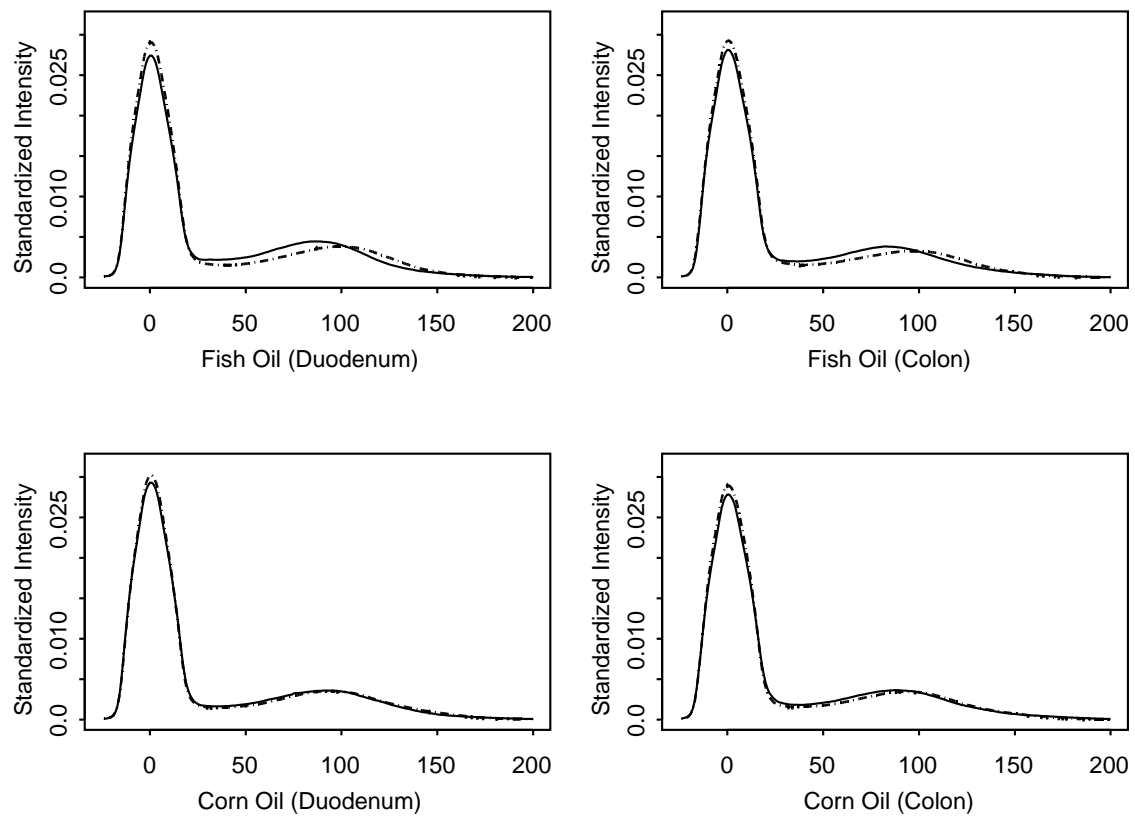 Standardized Intensity
0.0 0.010 0.025
0 50 100 150 200
Fish Oil (Duodenum)
Standardized Intensity
0.0 0.010 0.025
0 50 100 150 200
Fish Oil (Colon)
Standardized Intensity
0.0 0.010 0.025
0 50 100 150 200
Corn Oil (Duodenum)
Standardized Intensity
0.0 0.010 0.025
0 50 100 150 200
Corn Oil (Colon)